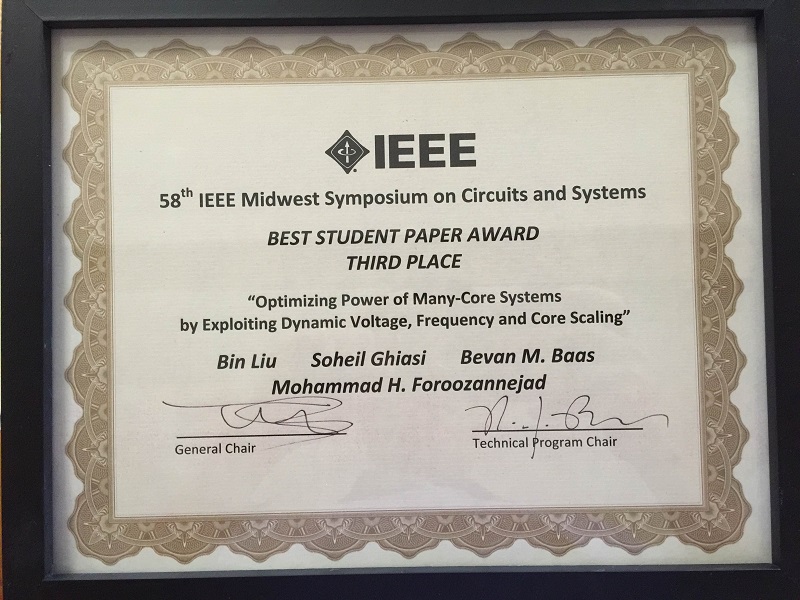 IEEE
58th IEEE Midwest Symposium on Circuits and Systems
BEST STUDENT PAPER AWARD
THIRD PLACE
“Optimizing Power of Many-Core Systems
by Exploiting Dynamic Voltage, Frequency and Core Scaling”
Bin Liu Soheil Ghiasi Bevan M. Baas
Mohammad H. Foroozannejad
General Chair Technical Program Chair